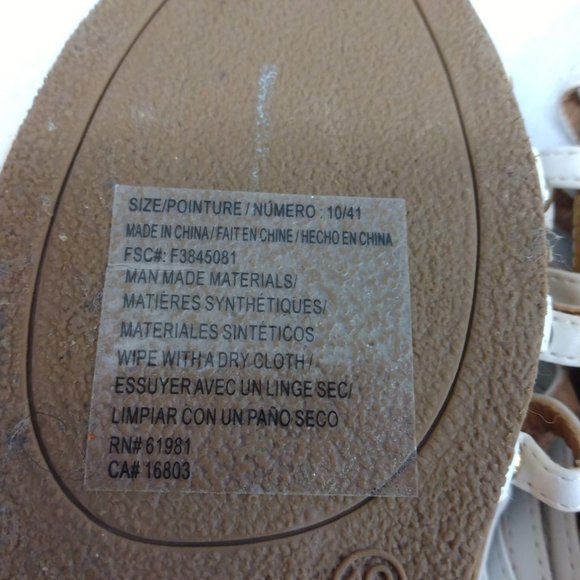 SIZE/POINTURE / NÚMERO : 10/41
MADE IN CHINA / FAIT EN CHINE / HECHO EN CHINA
FSC#: F3845081
MAN MADE MATERIALS/
MATIÈRES SYNTHÉTIQUES/
MATERIALES SINTÉTICOS
WIPE WITH A DRY CLOTH /
ESSUYER AVEC UN LINGE SEC/
LIMPIAR CON UN PAÑO SECO
RN# 61981
CA# 16803